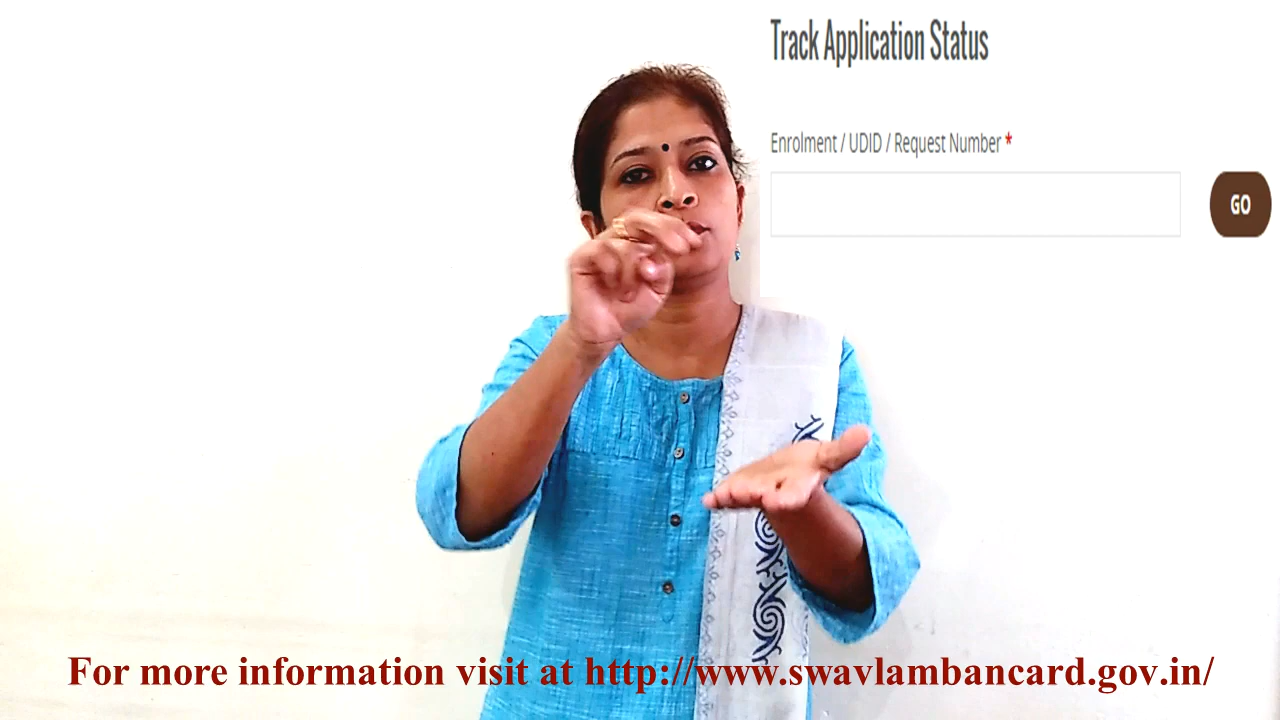 Track Application Status
Enrolment / UDID / Request Number *
GO
For more information visit at http://www.swavlambancard.gov.in/